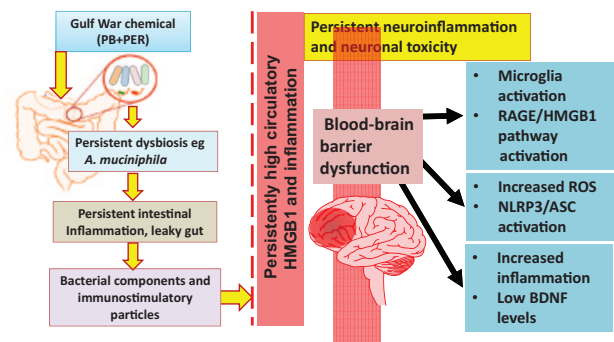 Gulf War chemical
(PB+PER)
Persistent dysbiosis eg
A. muciniphila
Persistent intestinal
Inflammation, leaky gut
Bacterial components and
immunostimulatory
particles
Persistently high circulatory
HMGB1 and inflammation
Persistent neuroinflammation
and neuronal toxicity
Blood-brain
barrier
dysfunction
• Microglia
activation
• RAGE/HMGB1
pathway
activation
• Increased ROS
• NLRP3/ASC
activation
• Increased
inflammation
• Low BDNF
levels